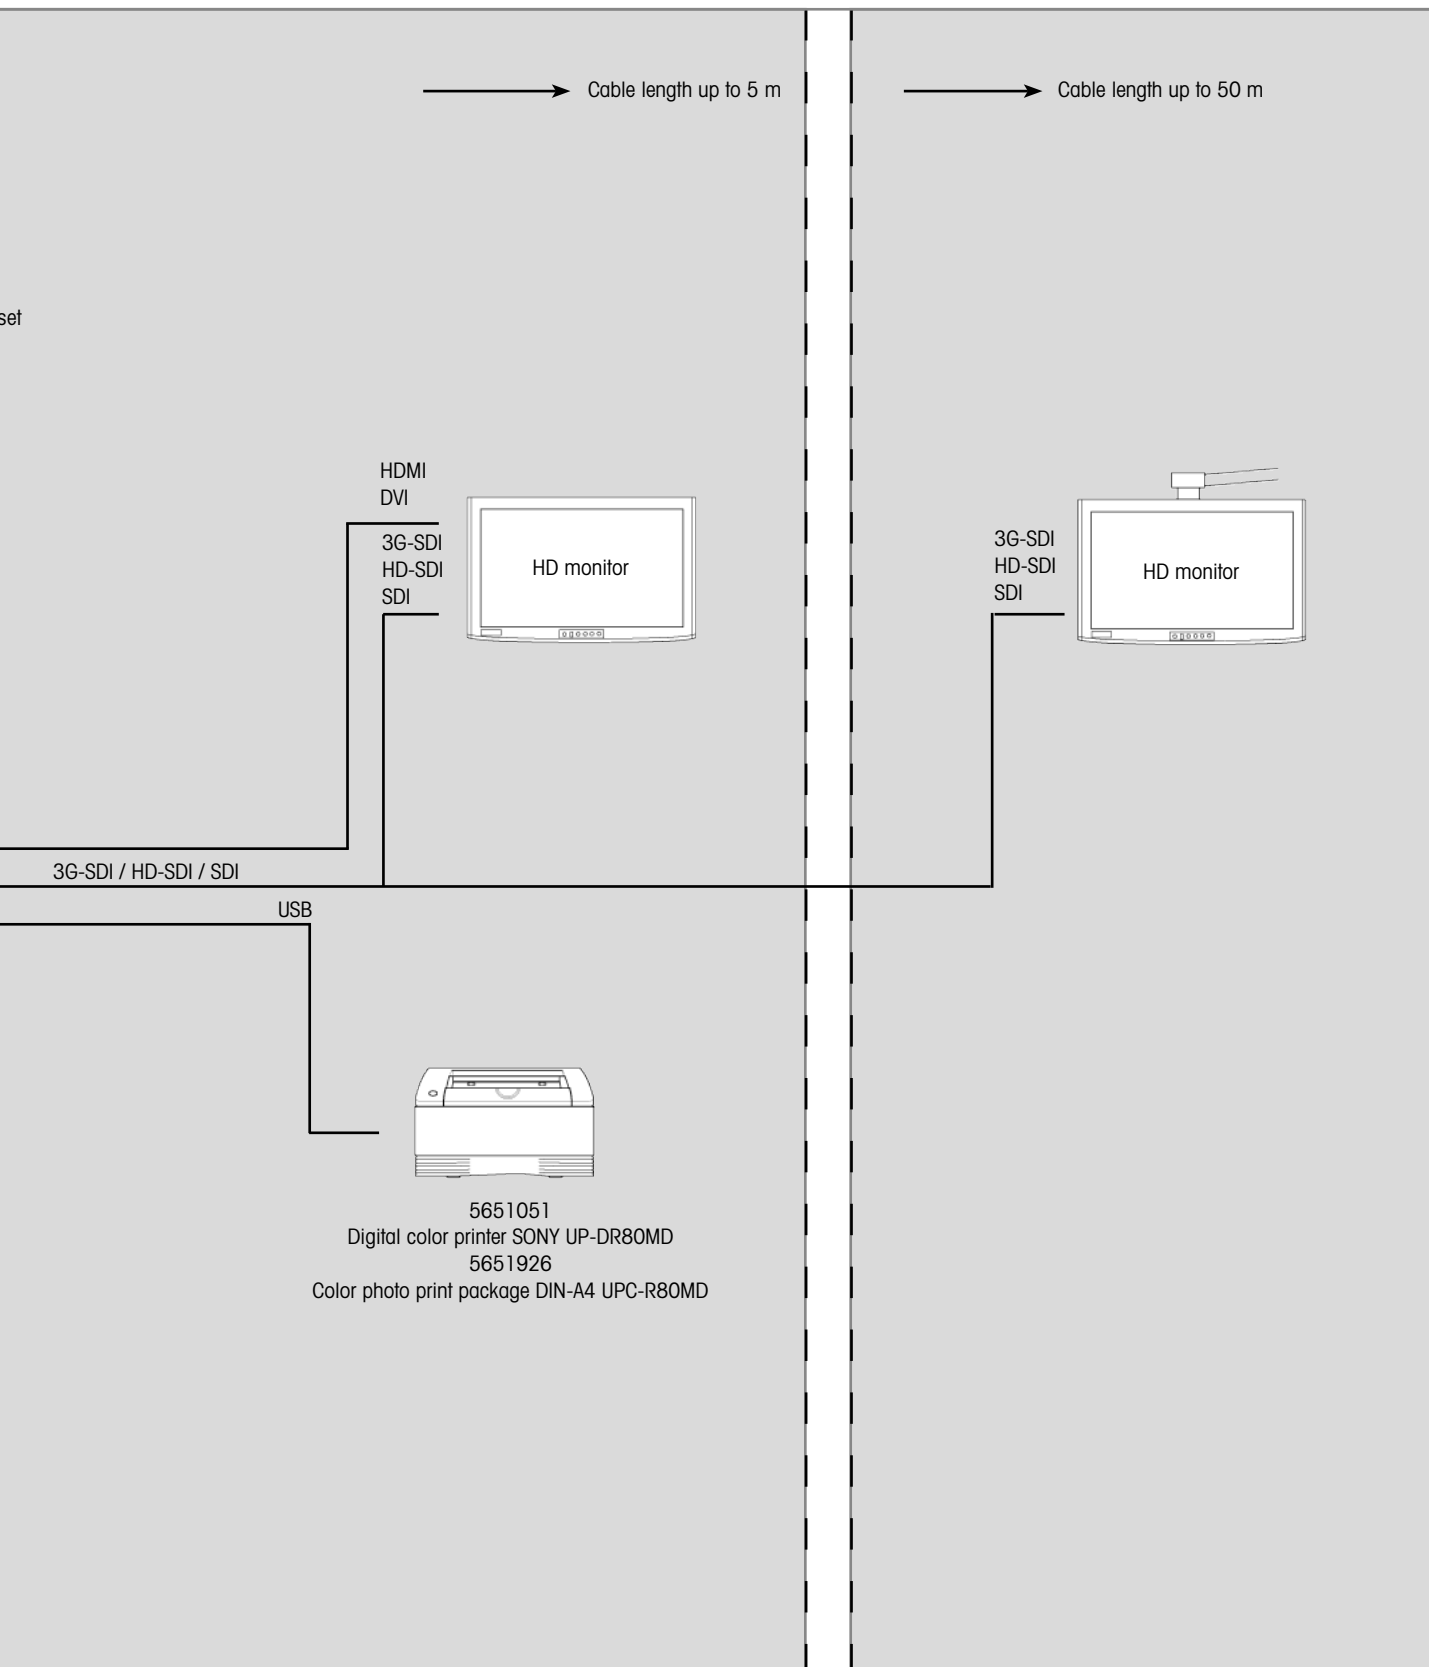 Cable length up to 5 m
Cable length up to 50 m
set
HDMI
DVI
3G-SDI
HD-SDI
SDI
HD monitor
3G-SDI
HD-SDI
SDI
HD monitor
3G-SDI / HD-SDI / SDI
USB
5651051
Digital color printer SONY UP-DR80MD
5651926
Color photo print package DIN-A4 UPC-R80MD